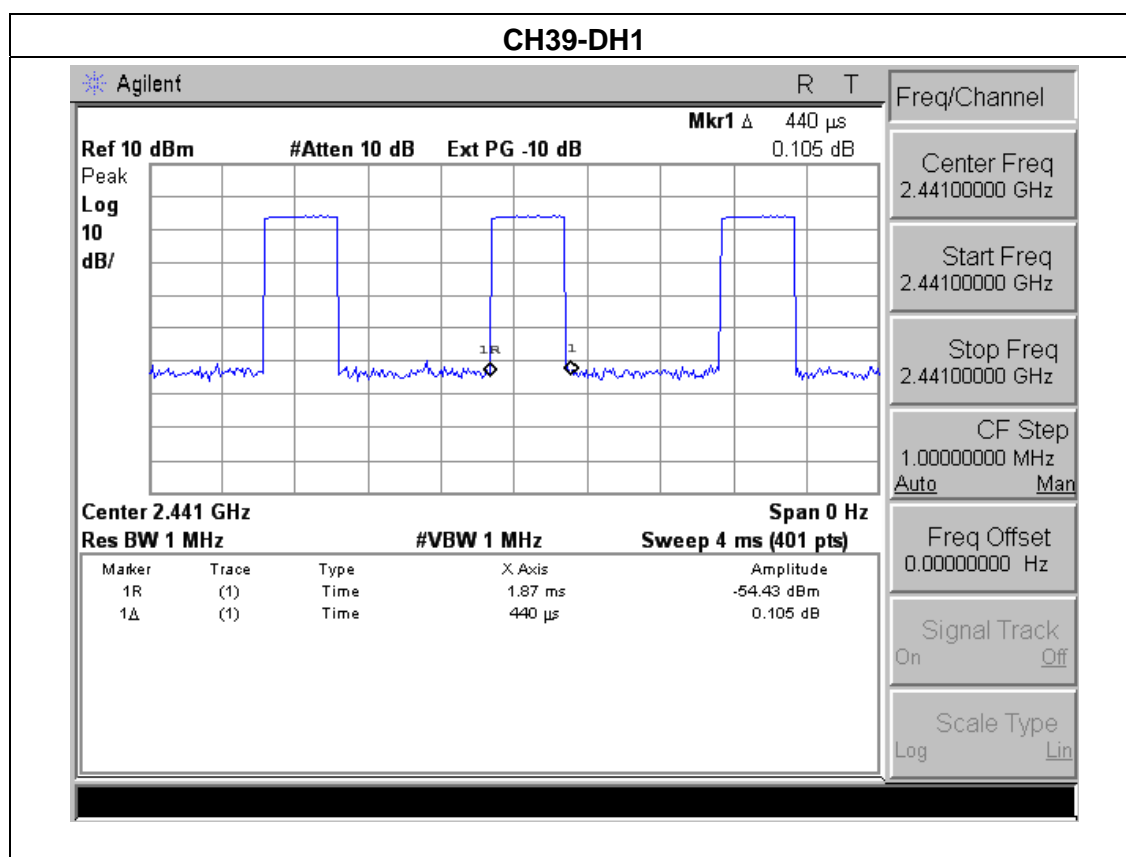 CH39-DH1
Agilent R T
Mkr1 Δ 440 µs
Ref 10 dBm #Atten 10 dB Ext PG -10 dB 0.105 dB
Peak
Log
10
dB/
1R 1
Center 2.441 GHz Span 0 Hz
Res BW 1 MHz #VBW 1 MHz Sweep 4 ms (401 pts)
Marker Trace Type X Axis Amplitude
1R (1) Time 1.87 ms -54.43 dBm
1Δ (1) Time 440 µs 0.105 dB
Freq/Channel
Center Freq
2.44100000 GHz
Start Freq
2.44100000 GHz
Stop Freq
2.44100000 GHz
CF Step
1.00000000 MHz
Auto Man
Freq Offset
0.00000000 Hz
Signal Track
On Off
Scale Type
Log Lin